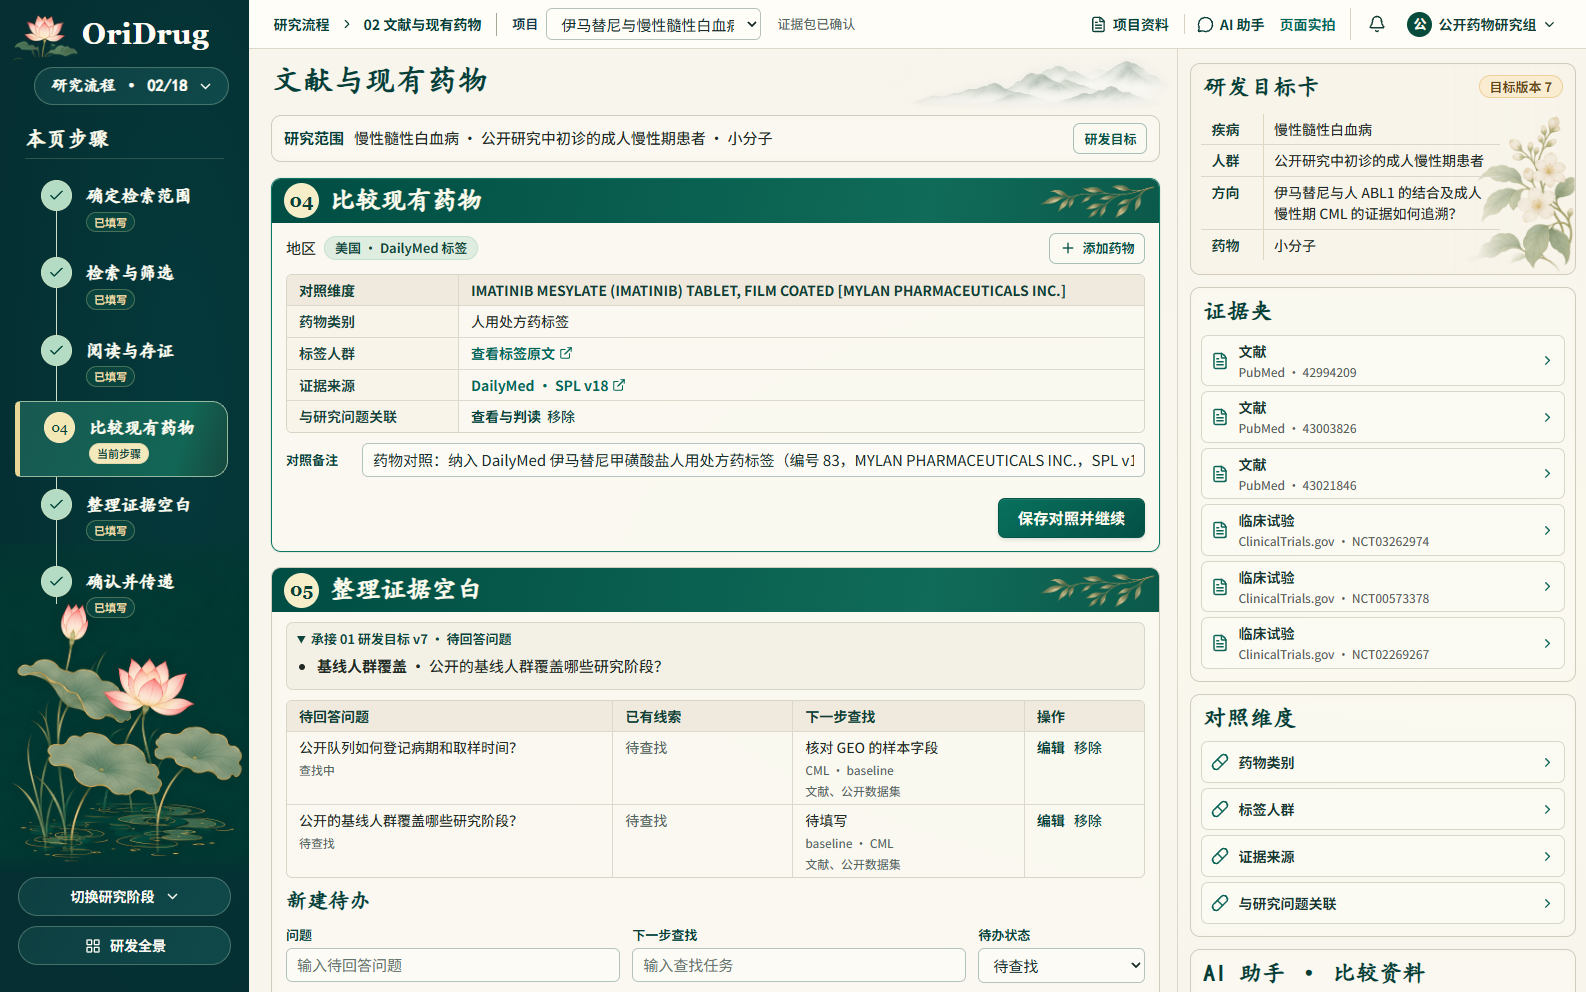 OriDrug
研究流程 • 02/18
本页步骤
确定检索范围
已填写
检索与筛选
已填写
阅读与存证
已填写
04 比较现有药物
当前步骤
整理证据空白
已填写
确认并传递
已填写
切换研究阶段
研发全景
研究流程 > 02 文献与现有药物 项目 伊马替尼与慢性髓性白血病 证据包已确认
项目资料 AI 助手 页面实拍 公 公开药物研究组
文献与现有药物
研究范围 慢性髓性白血病 • 公开研究中初诊的成人慢性期患者 • 小分子 研发目标
04 比较现有药物
地区 美国 • DailyMed 标签 + 添加药物
对照维度 IMATINIB MESYLATE (IMATINIB) TABLET, FILM COATED [MYLAN PHARMACEUTICALS INC.]
药物类别 人用处方药标签
标签人群 查看标签原文
证据来源 DailyMed • SPL v18
与研究问题关联 查看与判读 移除
对照备注 药物对照：纳入 DailyMed 伊马替尼甲磺酸盐人用处方药标签（编号 83，MYLAN PHARMACEUTICALS INC.，SPL v1
保存对照并继续
05 整理证据空白
▼ 承接 01 研发目标 v7 • 待回答问题
• 基线人群覆盖 • 公开的基线人群覆盖哪些研究阶段？
待回答问题 已有线索 下一步查找 操作
公开队列如何登记病期和取样时间？ 待查找 核对 GEO 的样本字段 编辑 移除
查找中 CML • baseline
文献、公开数据集
公开的基线人群覆盖哪些研究阶段？ 待查找 待填写 编辑 移除
待查找 baseline • CML
文献、公开数据集
新建待办
问题 下一步查找 待办状态
输入待回答问题 输入查找任务 待查找
研发目标卡 目标版本 7
疾病 慢性髓性白血病
人群 公开研究中初诊的成人慢性期患者
方向 伊马替尼与人 ABL1 的结合及成人
慢性期 CML 的证据如何追溯？
药物 小分子
证据夹
文献
PubMed • 42994209
文献
PubMed • 43003826
文献
PubMed • 43021846
临床试验
ClinicalTrials.gov • NCT03262974
临床试验
ClinicalTrials.gov • NCT00573378
临床试验
ClinicalTrials.gov • NCT02269267
对照维度
药物类别
标签人群
证据来源
与研究问题关联
AI 助手 • 比较资料